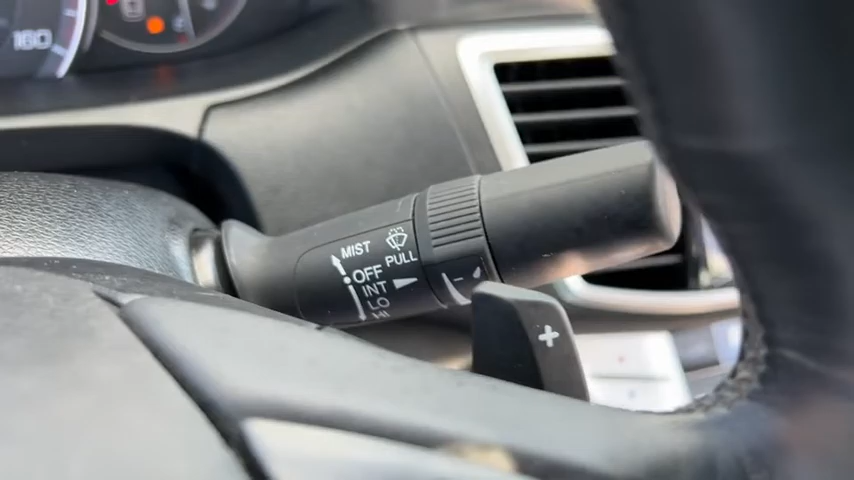 160
MIST
OFF
PULL
INT
LO
HI
+